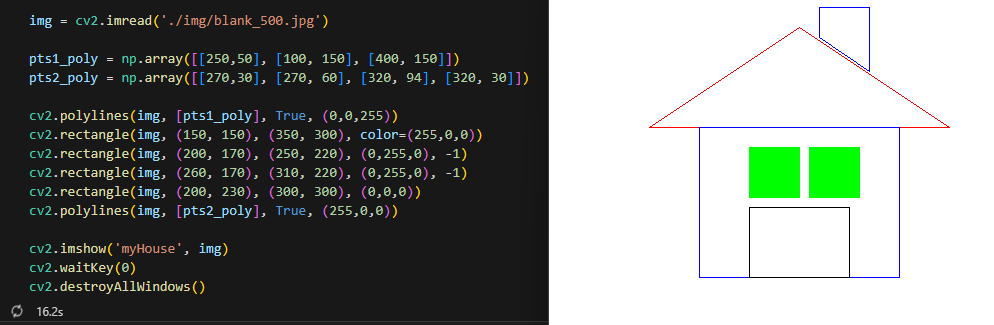 img = cv2.imread('./img/blank_500.jpg')
pts1_poly = np.array([[250,50], [100, 150], [400, 150]])
pts2_poly = np.array([[270,30], [270, 60], [320, 94], [320, 30]])
cv2.polylines(img, [pts1_poly], True, (0,0,255))
cv2.rectangle(img, (150, 150), (350, 300), color=(255,0,0))
cv2.rectangle(img, (200, 170), (250, 220), (0,255,0), -1)
cv2.rectangle(img, (260, 170), (310, 220), (0,255,0), -1)
cv2.rectangle(img, (200, 230), (300, 300), (0,0,0))
cv2.polylines(img, [pts2_poly], True, (255,0,0))
cv2.imshow('myHouse', img)
cv2.waitKey(0)
cv2.destroyAllWindows()
16.2s